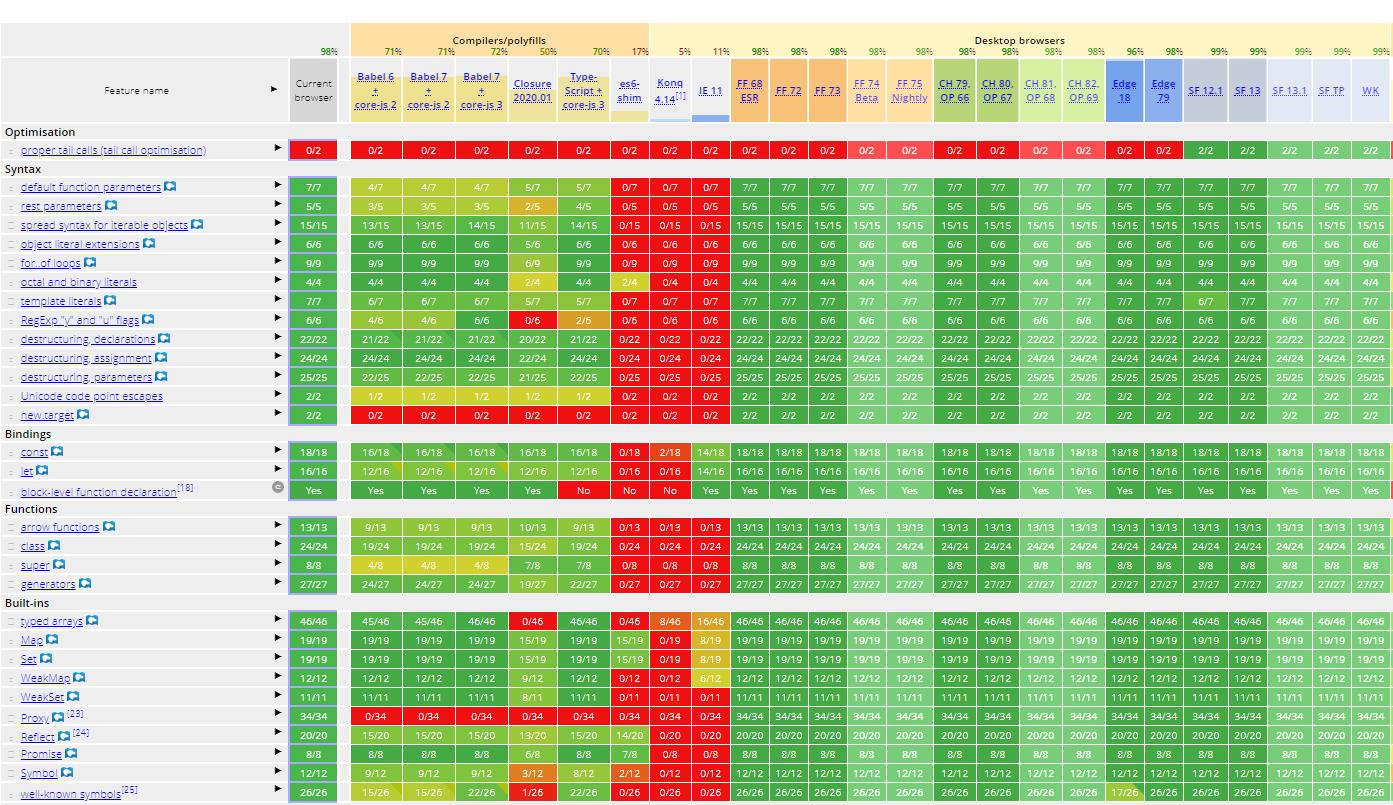 Compilers/polyfills Desktop browsers
98% 71% 71% 72% 50% 70% 17% 5% 11% 98% 98% 98% 98% 98% 98% 98% 98% 98% 96% 98% 99% 99% 99% 99% 99%
Feature name ► Current browser Babel 6 + core-js 2 Babel 7 + core-js 2 Babel 7 + core-js 3 Closure 2020.01 Type-Script + core-js 3 es6-shim Konq 4.14[1] IE 11 FF 68 ESR FF 72 FF 73 FF 74 Beta FF 75 Nightly CH 79, OP 66 CH 80, OP 67 CH 81, OP 68 CH 82, OP 69 Edge 18 Edge 79 SF 12.1 SF 13 SF 13.1 SF TP WK
Optimisation
proper tail calls (tail call optimisation) ► 0/2 0/2 0/2 0/2 0/2 0/2 0/2 0/2 0/2 0/2 0/2 0/2 0/2 0/2 0/2 0/2 0/2 0/2 0/2 0/2 2/2 2/2 2/2 2/2 2/2
Syntax
default function parameters ► 7/7 4/7 4/7 4/7 5/7 5/7 0/7 0/7 0/7 7/7 7/7 7/7 7/7 7/7 7/7 7/7 7/7 7/7 7/7 7/7 7/7 7/7 7/7 7/7 7/7
rest parameters ► 5/5 3/5 3/5 3/5 2/5 4/5 0/5 0/5 0/5 5/5 5/5 5/5 5/5 5/5 5/5 5/5 5/5 5/5 5/5 5/5 5/5 5/5 5/5 5/5 5/5
spread syntax for iterable objects ► 15/15 13/15 13/15 14/15 11/15 14/15 0/15 0/15 0/15 15/15 15/15 15/15 15/15 15/15 15/15 15/15 15/15 15/15 15/15 15/15 15/15 15/15 15/15 15/15 15/15
object literal extensions ► 6/6 6/6 6/6 6/6 5/6 6/6 0/6 0/6 0/6 6/6 6/6 6/6 6/6 6/6 6/6 6/6 6/6 6/6 6/6 6/6 6/6 6/6 6/6 6/6 6/6
for..of loops ► 9/9 9/9 9/9 9/9 6/9 9/9 0/9 0/9 0/9 9/9 9/9 9/9 9/9 9/9 9/9 9/9 9/9 9/9 9/9 9/9 9/9 9/9 9/9 9/9 9/9
octal and binary literals ► 4/4 4/4 4/4 4/4 2/4 4/4 2/4 0/4 0/4 4/4 4/4 4/4 4/4 4/4 4/4 4/4 4/4 4/4 4/4 4/4 4/4 4/4 4/4 4/4 4/4
template literals ► 7/7 6/7 6/7 6/7 5/7 5/7 0/7 0/7 0/7 7/7 7/7 7/7 7/7 7/7 7/7 7/7 7/7 7/7 7/7 7/7 6/7 7/7 7/7 7/7 7/7
RegExp "y" and "u" flags ► 6/6 4/6 4/6 6/6 0/6 2/6 0/6 0/6 0/6 6/6 6/6 6/6 6/6 6/6 6/6 6/6 6/6 6/6 6/6 6/6 6/6 6/6 6/6 6/6 6/6
destructuring, declarations ► 22/22 21/22 21/22 21/22 20/22 21/22 0/22 0/22 0/22 22/22 22/22 22/22 22/22 22/22 22/22 22/22 22/22 22/22 22/22 22/22 22/22 22/22 22/22 22/22 22/22
destructuring, assignment ► 24/24 24/24 24/24 24/24 22/24 24/24 0/24 0/24 0/24 24/24 24/24 24/24 24/24 24/24 24/24 24/24 24/24 24/24 24/24 24/24 24/24 24/24 24/24 24/24 24/24
destructuring, parameters ► 25/25 22/25 22/25 22/25 21/25 22/25 0/25 0/25 0/25 25/25 25/25 25/25 25/25 25/25 25/25 25/25 25/25 25/25 25/25 25/25 25/25 25/25 25/25 25/25 25/25
Unicode code point escapes ► 2/2 1/2 1/2 1/2 1/2 1/2 0/2 0/2 0/2 2/2 2/2 2/2 2/2 2/2 2/2 2/2 2/2 2/2 2/2 2/2 2/2 2/2 2/2 2/2 2/2
new.target ► 2/2 0/2 0/2 0/2 0/2 0/2 0/2 0/2 0/2 2/2 2/2 2/2 2/2 2/2 2/2 2/2 2/2 2/2 2/2 2/2 2/2 2/2 2/2 2/2 2/2
Bindings
const ► 18/18 16/18 16/18 16/18 16/18 16/18 0/18 2/18 14/18 18/18 18/18 18/18 18/18 18/18 18/18 18/18 18/18 18/18 18/18 18/18 18/18 18/18 18/18 18/18 18/18
let ► 16/16 12/16 12/16 12/16 12/16 12/16 0/16 0/16 14/16 16/16 16/16 16/16 16/16 16/16 16/16 16/16 16/16 16/16 16/16 16/16 16/16 16/16 16/16 16/16 16/16
block-level function declaration[18] Yes Yes Yes Yes Yes No No No Yes Yes Yes Yes Yes Yes Yes Yes Yes Yes Yes Yes Yes Yes Yes Yes Yes
Functions
arrow functions ► 13/13 9/13 9/13 9/13 10/13 9/13 0/13 0/13 0/13 13/13 13/13 13/13 13/13 13/13 13/13 13/13 13/13 13/13 13/13 13/13 13/13 13/13 13/13 13/13 13/13
class ► 24/24 19/24 19/24 19/24 15/24 19/24 0/24 0/24 0/24 24/24 24/24 24/24 24/24 24/24 24/24 24/24 24/24 24/24 24/24 24/24 24/24 24/24 24/24 24/24 24/24
super ► 8/8 4/8 4/8 4/8 7/8 7/8 0/8 0/8 0/8 8/8 8/8 8/8 8/8 8/8 8/8 8/8 8/8 8/8 8/8 8/8 8/8 8/8 8/8 8/8 8/8
generators ► 27/27 24/27 24/27 24/27 19/27 22/27 0/27 0/27 0/27 27/27 27/27 27/27 27/27 27/27 27/27 27/27 27/27 27/27 27/27 27/27 27/27 27/27 27/27 27/27 27/27
Built-ins
typed arrays ► 46/46 45/46 45/46 46/46 0/46 46/46 0/46 8/46 16/46 46/46 46/46 46/46 46/46 46/46 46/46 46/46 46/46 46/46 46/46 46/46 46/46 46/46 46/46 46/46 46/46
Map ► 19/19 19/19 19/19 19/19 15/19 19/19 15/19 0/19 8/19 19/19 19/19 19/19 19/19 19/19 19/19 19/19 19/19 19/19 19/19 19/19 19/19 19/19 19/19 19/19 19/19
Set ► 19/19 19/19 19/19 19/19 15/19 19/19 15/19 0/19 8/19 19/19 19/19 19/19 19/19 19/19 19/19 19/19 19/19 19/19 19/19 19/19 19/19 19/19 19/19 19/19 19/19
WeakMap ► 12/12 12/12 12/12 12/12 9/12 12/12 0/12 0/12 6/12 12/12 12/12 12/12 12/12 12/12 12/12 12/12 12/12 12/12 12/12 12/12 12/12 12/12 12/12 12/12 12/12
WeakSet ► 11/11 11/11 11/11 11/11 8/11 11/11 0/11 0/11 0/11 11/11 11/11 11/11 11/11 11/11 11/11 11/11 11/11 11/11 11/11 11/11 11/11 11/11 11/11 11/11 11/11
Proxy [23] ► 34/34 0/34 0/34 0/34 0/34 0/34 0/34 0/34 0/34 34/34 34/34 34/34 34/34 34/34 34/34 34/34 34/34 34/34 34/34 34/34 34/34 34/34 34/34 34/34 34/34
Reflect [24] ► 20/20 15/20 15/20 15/20 13/20 15/20 14/20 0/20 0/20 20/20 20/20 20/20 20/20 20/20 20/20 20/20 20/20 20/20 20/20 20/20 20/20 20/20 20/20 20/20 20/20
Promise ► 8/8 8/8 8/8 8/8 6/8 8/8 7/8 0/8 0/8 8/8 8/8 8/8 8/8 8/8 8/8 8/8 8/8 8/8 8/8 8/8 8/8 8/8 8/8 8/8 8/8
Symbol ► 12/12 9/12 9/12 9/12 3/12 8/12 2/12 0/12 0/12 12/12 12/12 12/12 12/12 12/12 12/12 12/12 12/12 12/12 12/12 12/12 12/12 12/12 12/12 12/12 12/12
well-known symbols[25] ► 26/26 15/26 15/26 22/26 1/26 22/26 0/26 0/26 0/26 26/26 26/26 26/26 26/26 26/26 26/26 26/26 26/26 26/26 17/26 26/26 26/26 26/26 26/26 26/26 26/26